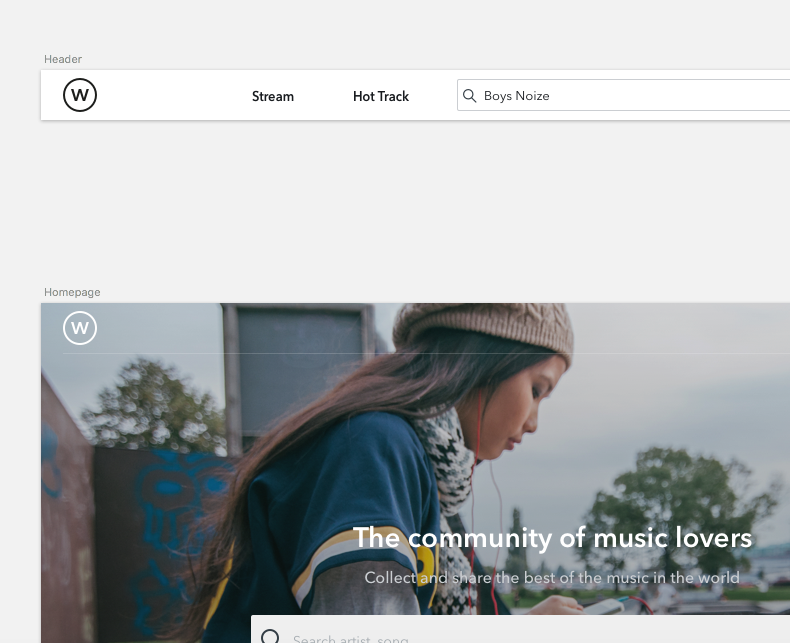 Header
W
Stream
Hot Track
Boys Noize
Homepage
W
The community of music lovers
Collect and share the best of the music in the world
Search artist, song